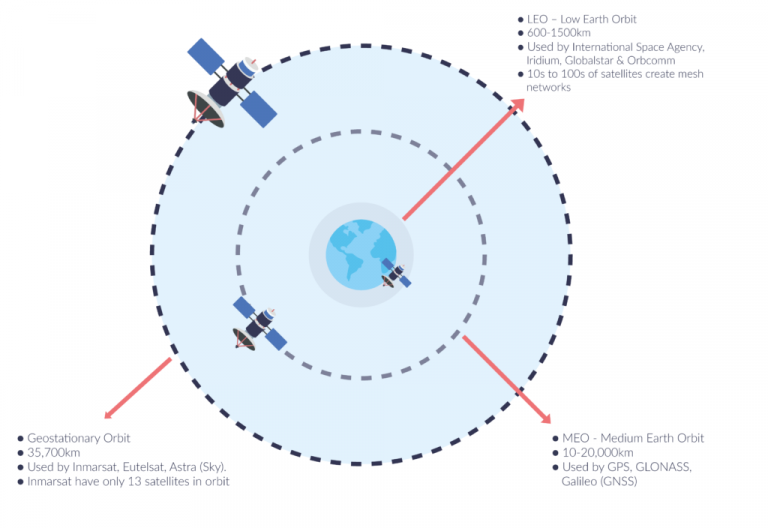 ● LEO – Low Earth Orbit
● 600-1500km
● Used by International Space Agency,
Iridium, Globalstar & Orbcomm
● 10s to 100s of satellites create mesh
networks
● Geostationary Orbit
● 35,700km
● Used by Inmarsat, Eutelsat, Astra (Sky).
● Inmarsat have only 13 satellites in orbit
● MEO - Medium Earth Orbit
● 10-20,000km
● Used by GPS, GLONASS,
Galileo (GNSS)